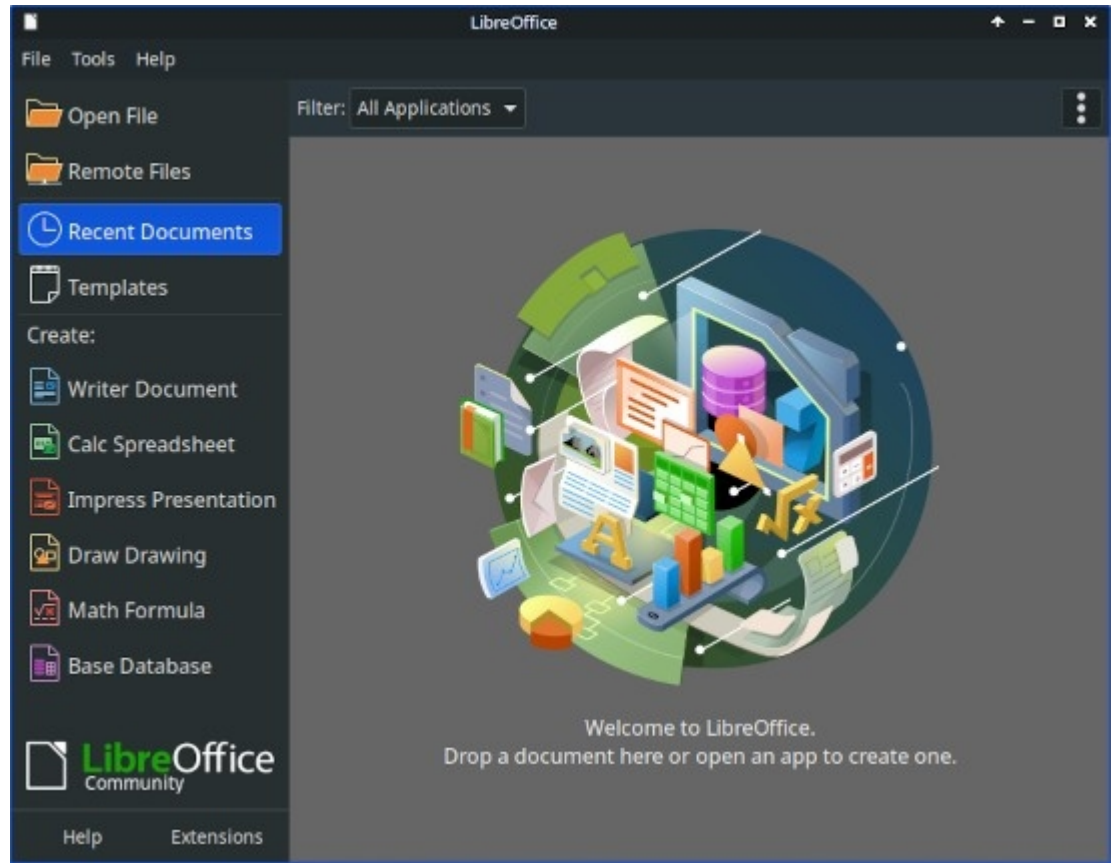 LibreOffice
File Tools Help
Open File
Remote Files
Recent Documents
Templates
Create:
Writer Document
Calc Spreadsheet
Impress Presentation
Draw Drawing
Math Formula
Base Database
LibreOffice
Community
Help Extensions
Filter: All Applications
Welcome to LibreOffice.
Drop a document here or open an app to create one.